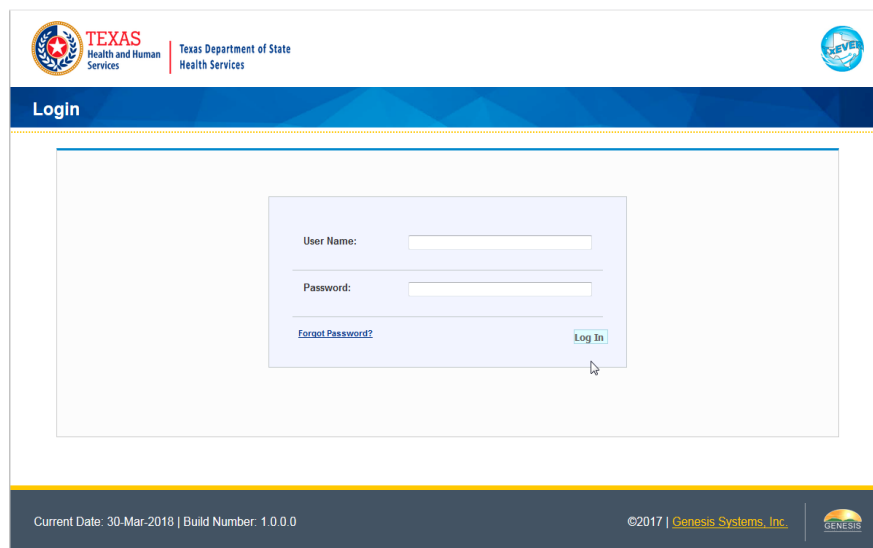 TEXAS
Health and Human
Services
Texas Department of State
Health Services
TxEVER
Login
User Name:
Password:
Forgot Password?
Log In
Current Date: 30-Mar-2018 | Build Number: 1.0.0.0
©2017 | Genesis Systems, Inc.
GENESIS